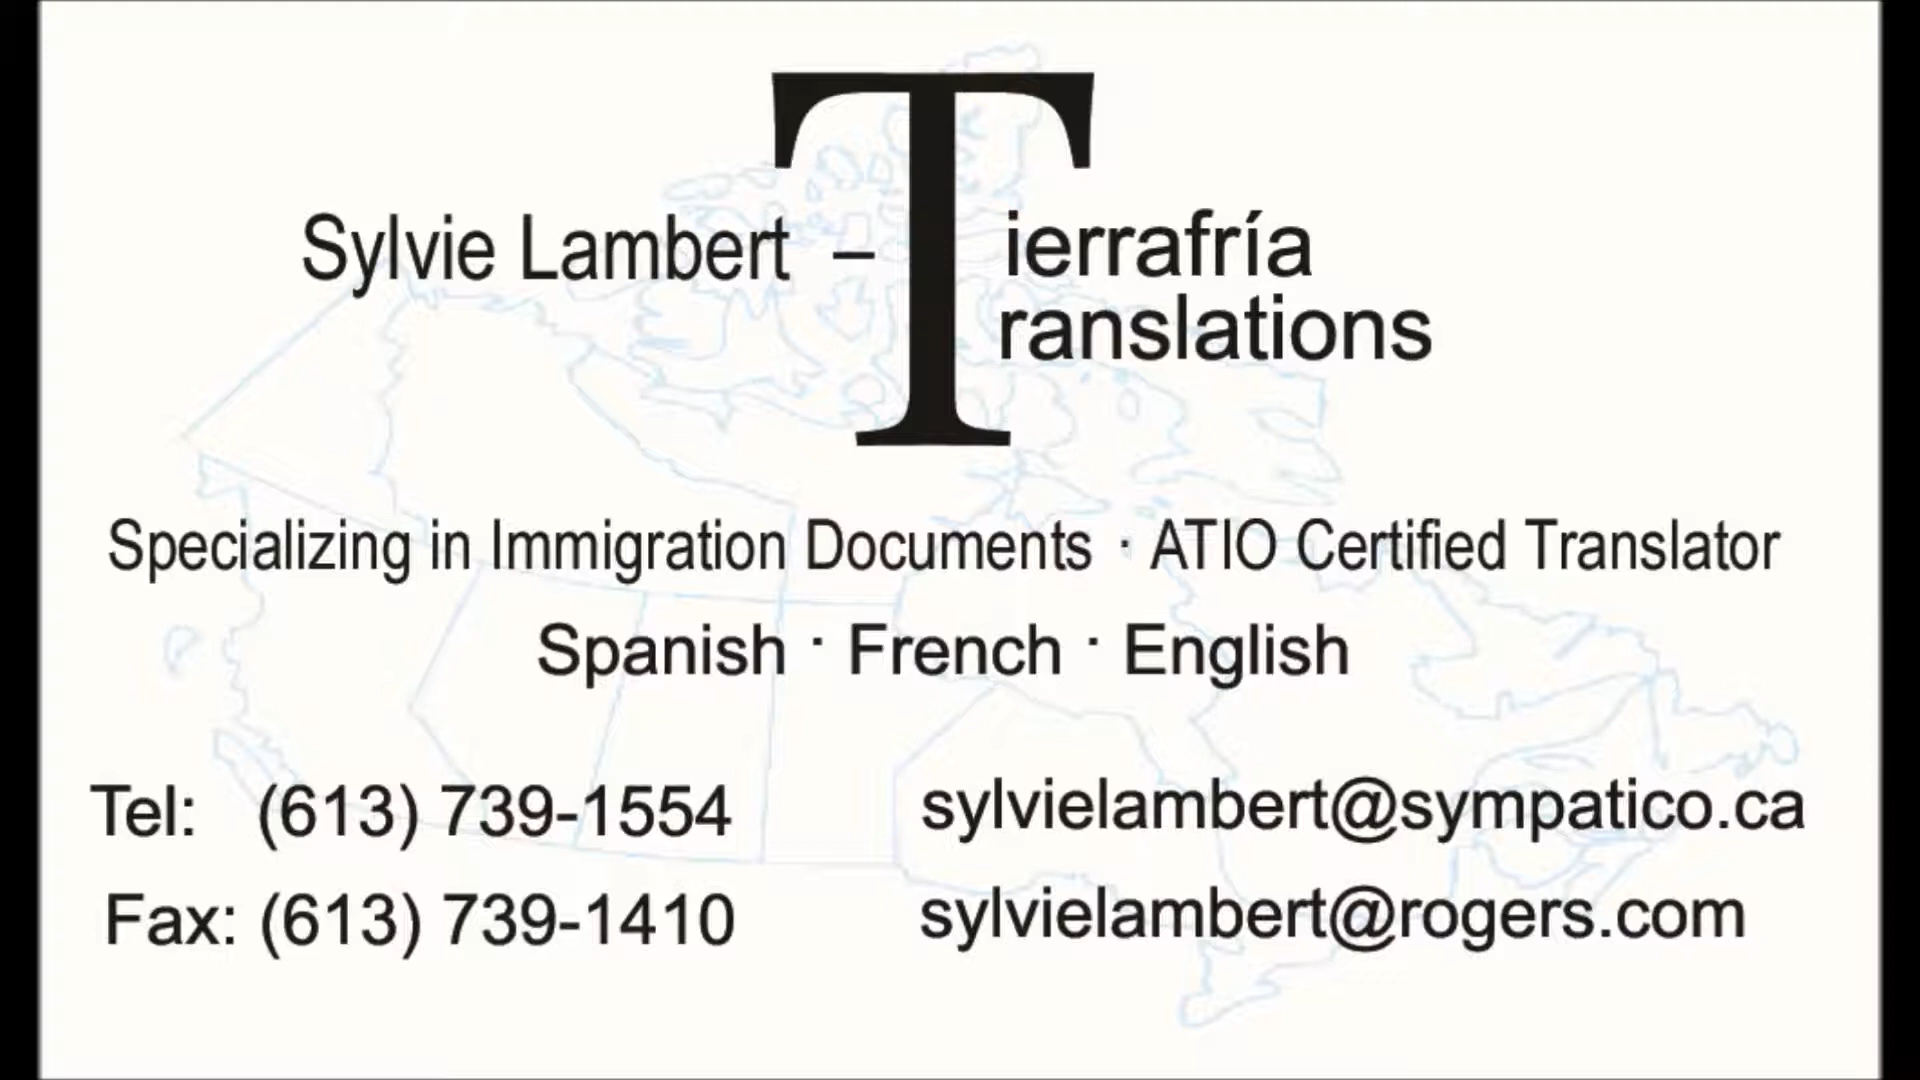 Sylvie Lambert – Tierrafría
Translations
Specializing in Immigration Documents · ATIO Certified Translator
Spanish · French · English
Tel: (613) 739-1554 sylvielambert@sympatico.ca
Fax: (613) 739-1410 sylvielambert@rogers.com